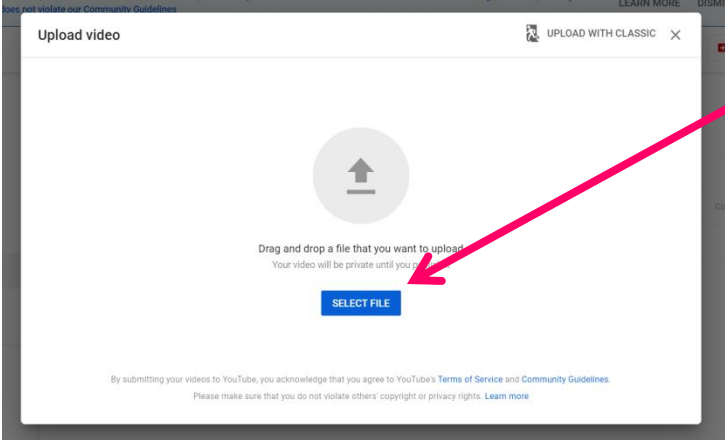 does not violate our Community Guidelines
LEARN MORE DISMI
Upload video
UPLOAD WITH CLASSIC
Drag and drop a file that you want to upload
Your video will be private until you
SELECT FILE
By submitting your videos to YouTube, you acknowledge that you agree to YouTube's Terms of Service and Community Guidelines.
Please make sure that you do not violate others' copyright or privacy rights. Learn more